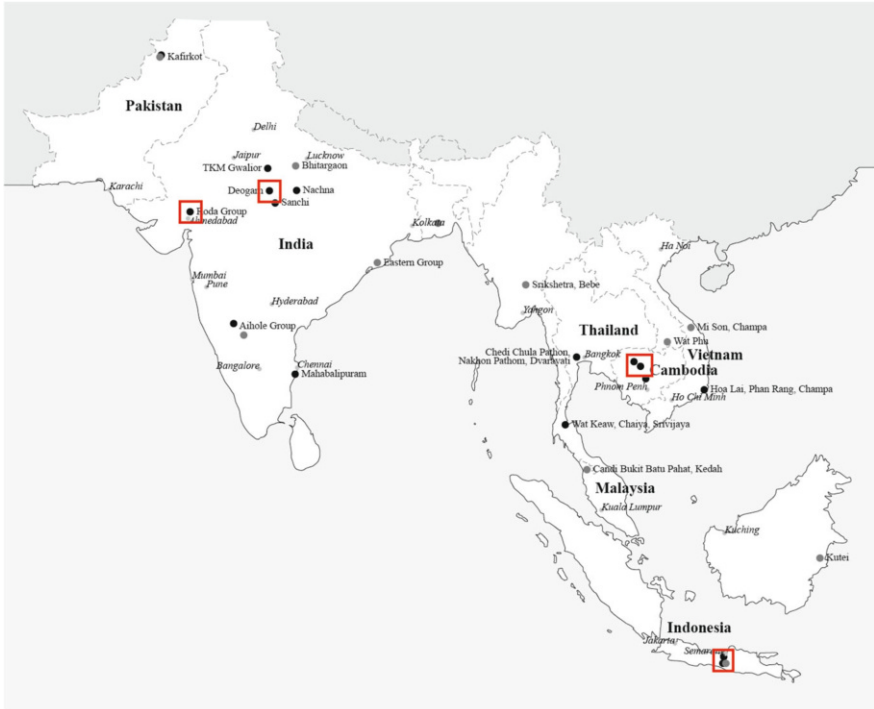 Kafirkot
Pakistan
Delhi
Jaipur
Lucknow
TKM Gwalior
Bhitargaon
Karachi
Deogarh
Nachna
Sanchi
Roda Group
Ahmedabad
Kolkata
India
Ha Noi
Eastern Group
Mumbai
Pune
Srikshetra, Bebe
Hyderabad
Yangon
Aihole Group
Thailand
Mi Son, Champa
Wat Phu
Chedi Chula Pathon,
Nakhon Pathom, Dvaravati
Bangkok
Vietnam
Bangalore
Chennai
Mahabalipuram
Cambodia
Phnom Penh
Hoa Lai, Phan Rang, Champa
Ho Chi Minh
Wat Keaw, Chaiya, Srivijaya
Candi Bukit Batu Pahat, Kedah
Malaysia
Kuala Lumpur
Kuching
Kutei
Indonesia
Jakarta